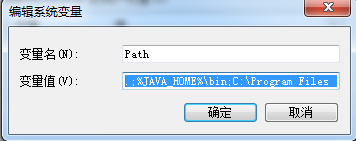 编辑系统变量
变量名(N): Path
变量值(V): .;%JAVA_HOME%\bin;C:\Program Files
确定 取消